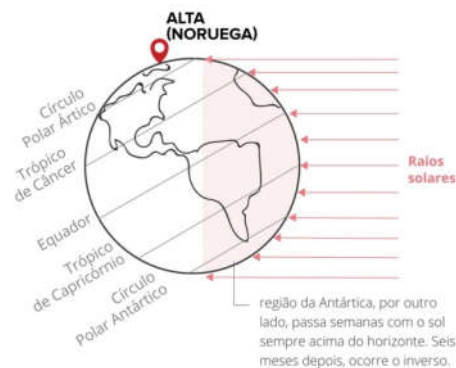 ALTA
(NORUEGA)
Círculo
Polar Ártico
Trópico
de Câncer
Equador
Trópico
de Capricórnio
Círculo
Polar Antártico
Raios
solares
região da Antártica, por outro
lado, passa semanas com o sol
sempre acima do horizonte. Seis
meses depois, ocorre o inverso.